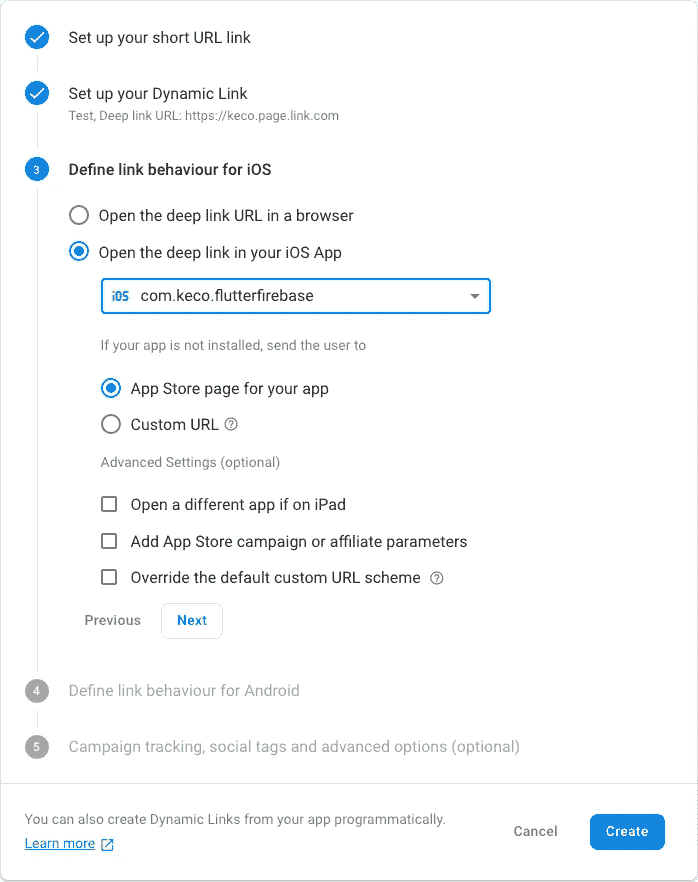 Set up your short URL link
Set up your Dynamic Link
Test, Deep link URL: https://keco.page.link.com
3 Define link behaviour for iOS
Open the deep link URL in a browser
Open the deep link in your iOS App
iOS com.keco.flutterfirebase
If your app is not installed, send the user to
App Store page for your app
Custom URL ?
Advanced Settings (optional)
Open a different app if on iPad
Add App Store campaign or affiliate parameters
Override the default custom URL scheme ?
Previous Next
4 Define link behaviour for Android
5 Campaign tracking, social tags and advanced options (optional)
You can also create Dynamic Links from your app programmatically.
Learn more
Cancel Create